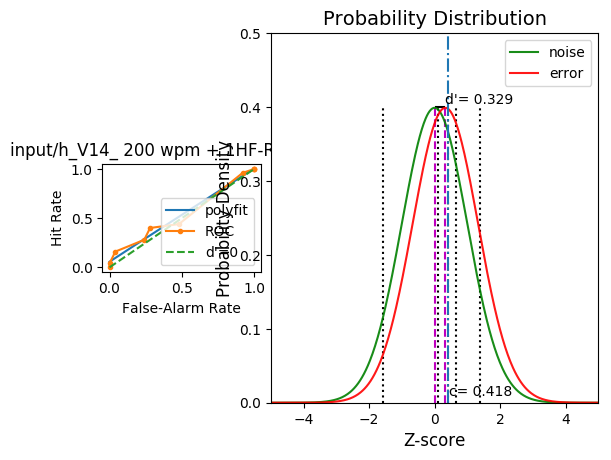 Probability Distribution
input/h_V14_ 200 wpm + 1HF-R
Hit Rate
1.0
0.5
0.0
0.0
0.5
1.0
False-Alarm Rate
polyfit
ROC
Probability Density
0.5
0.4
0.3
0.2
0.1
0.0
noise
error
d'= 0.329
c= 0.418
−4
−2
0
2
4
Z-score